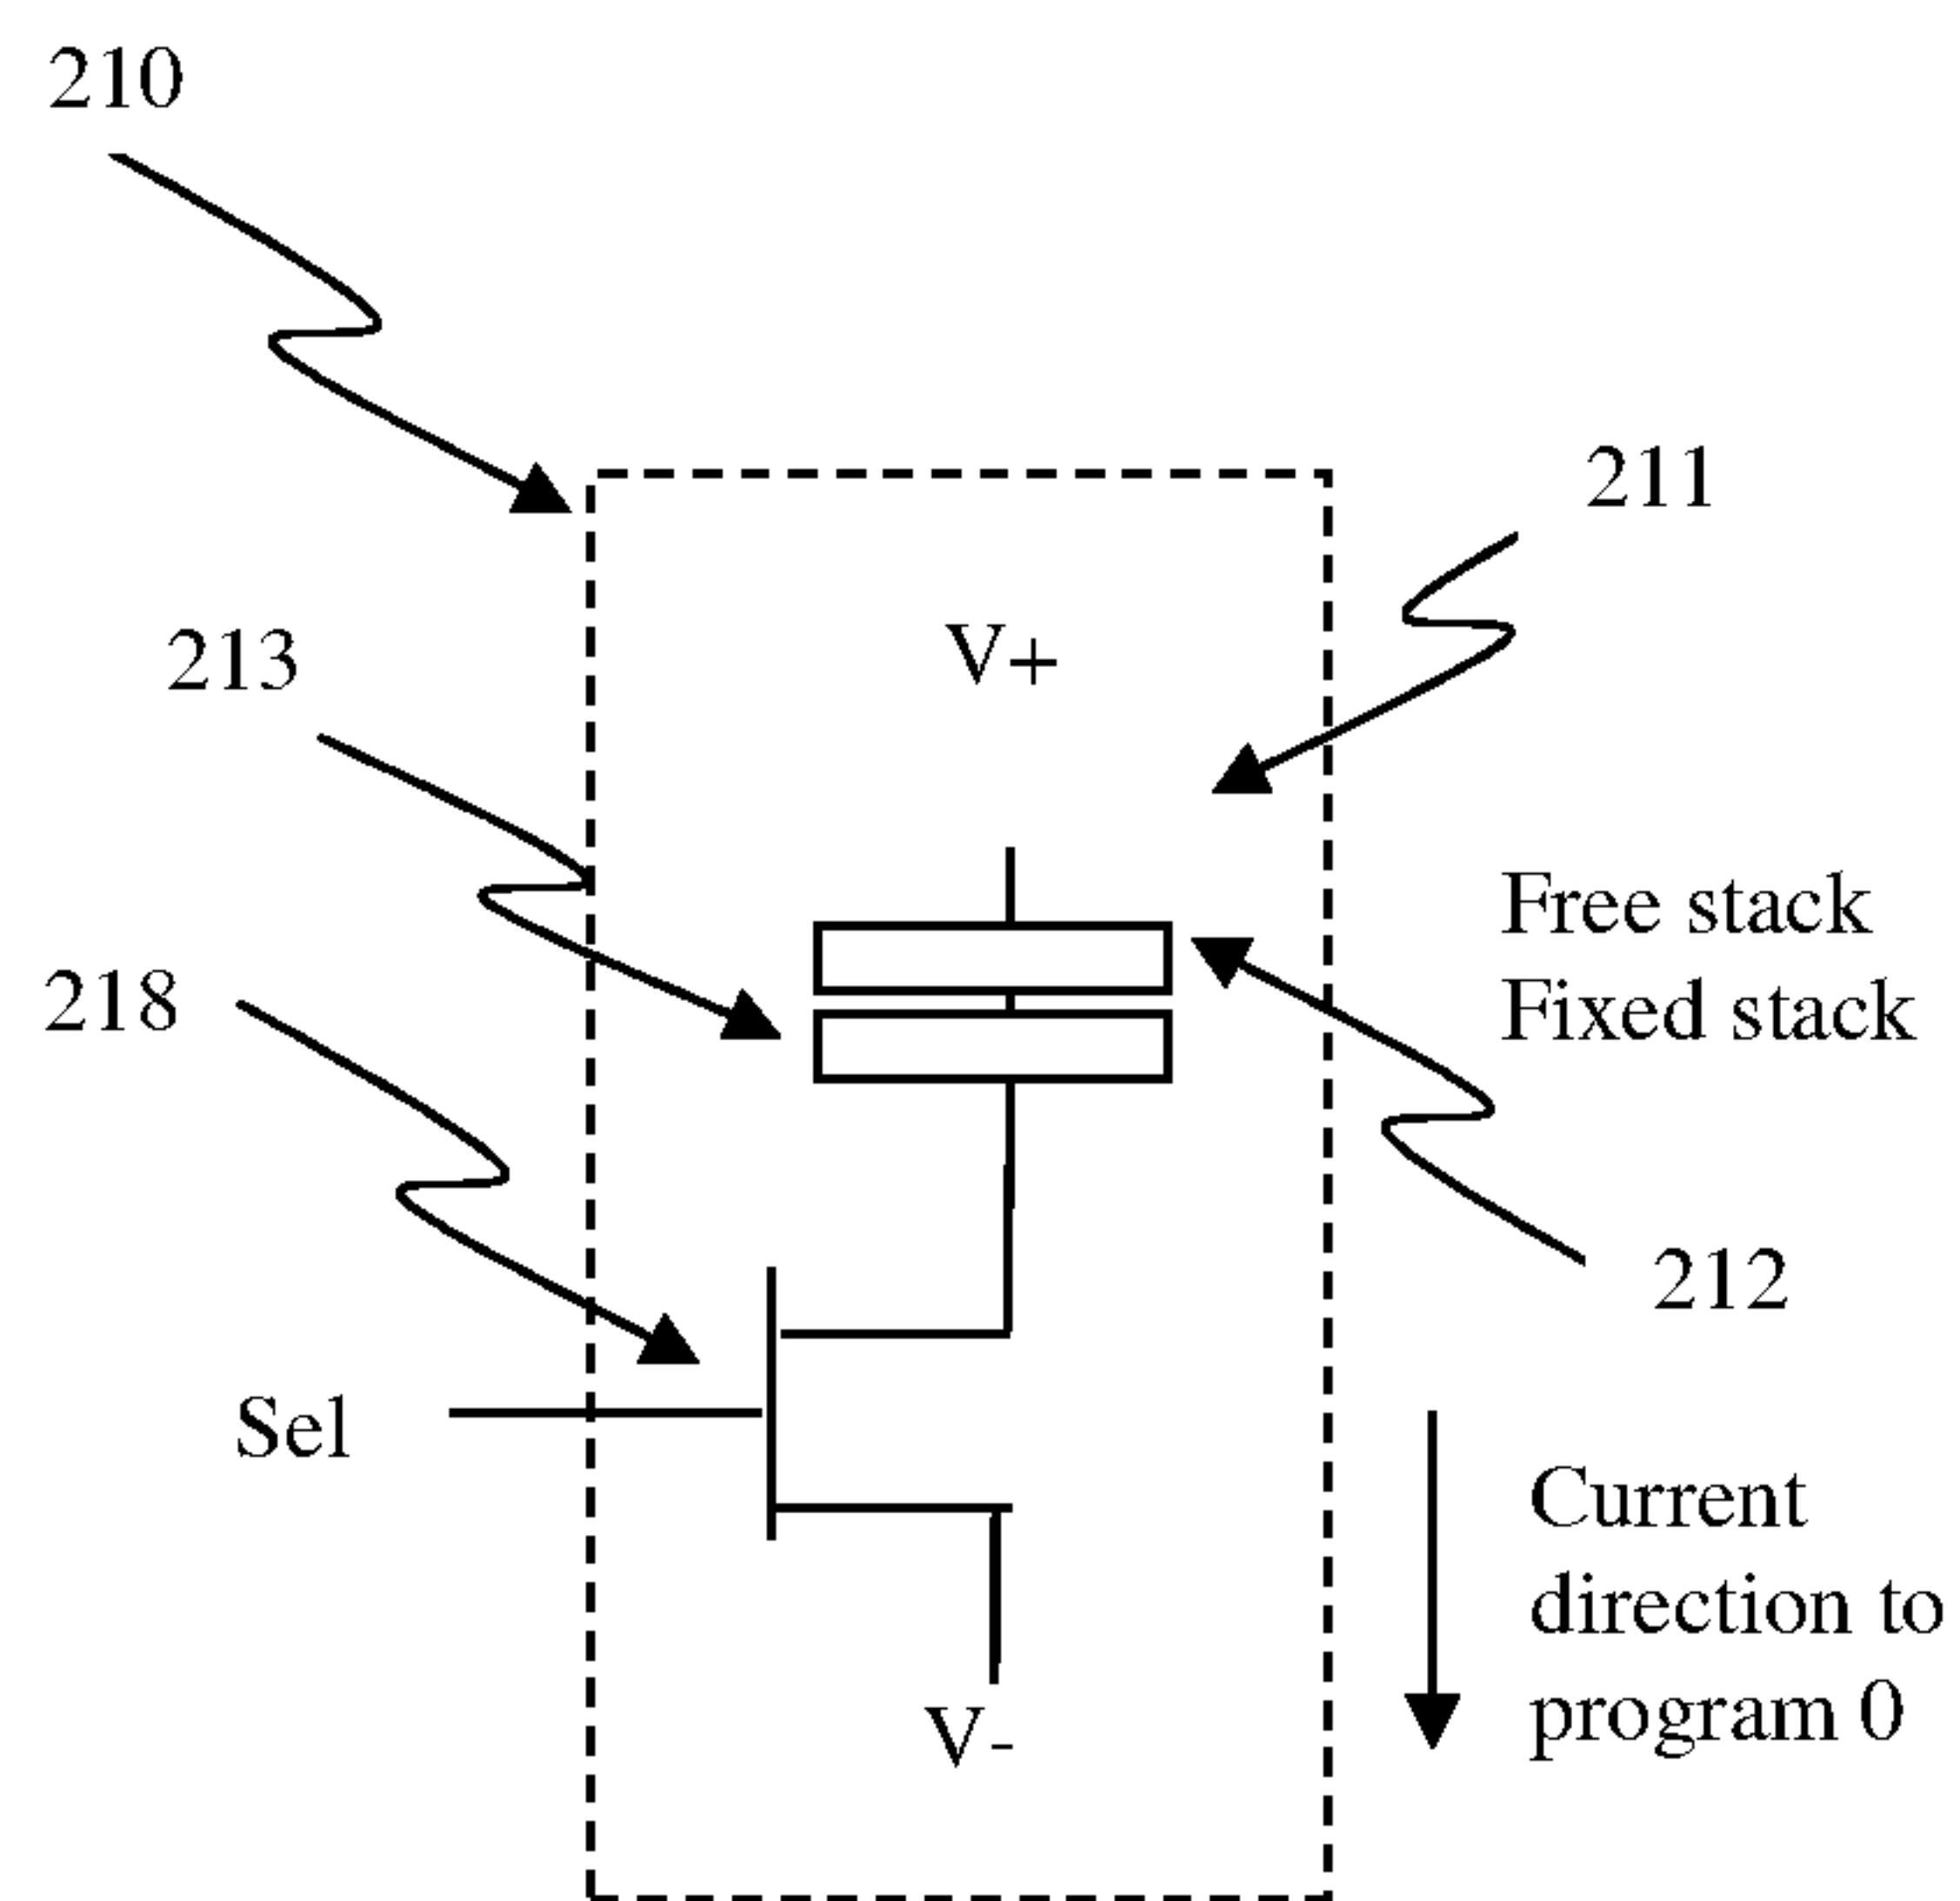 210
211
V+
213
Free stack
218
Fixed stack
212
Sel
Current
direction to
program 0
V-